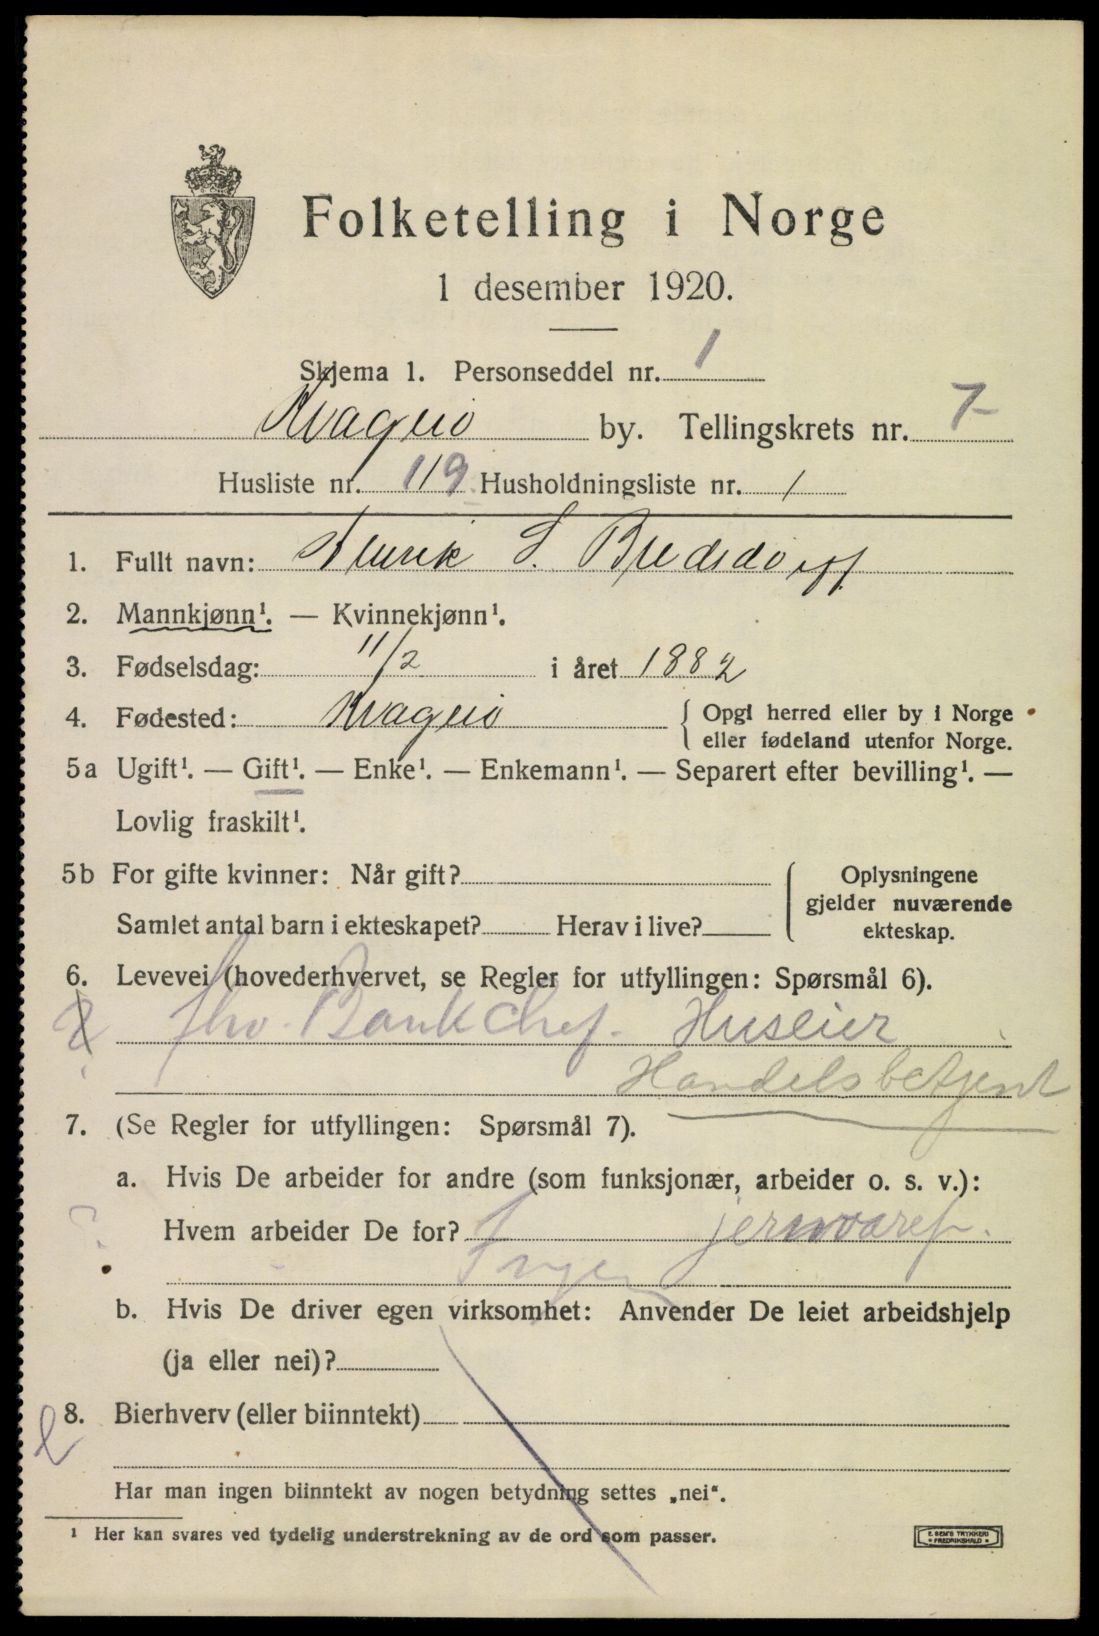 Folketelling i Norge
1 desember 1920.
Skjema 1. Personseddel nr. 1
Kragerø by. Tellingskrets nr. 7
Husliste nr. 119 Husholdningsliste nr. 1
1. Fullt navn: Henrik S. Bredsdorff.
2. Mannkjønn¹. — Kvinnekjønn¹.
3. Fødselsdag: 11/2 i året 1882
4. Fødested: Kragerø { Opgi herred eller by i Norge
eller fødeland utenfor Norge.
5a Ugift¹. — Gift¹. — Enke¹. — Enkemann¹. — Separert efter bevilling¹. —
Lovlig fraskilt¹.
5b For gifte kvinner: Når gift?
Samlet antal barn i ekteskapet? Herav i live?
Oplysningene
gjelder nuværende
ekteskap.
6. Levevei (hovederhvervet, se Regler for utfyllingen: Spørsmål 6).
fhv. Bankchef. Huseier
Handelsbetjent
7. (Se Regler for utfyllingen: Spørsmål 7).
a. Hvis De arbeider for andre (som funksjonær, arbeider o. s. v.):
? Hvem arbeider De for? jernvaref.
Ingen
b. Hvis De driver egen virksomhet: Anvender De leiet arbeidshjelp
(ja eller nei)?
8. Bierhverv (eller biinntekt)
Har man ingen biinntekt av nogen betydning settes „nei“.
¹ Her kan svares ved tydelig understrekning av de ord som passer.
E. SEM'S TRYKKERI
FREDRIKSHALD